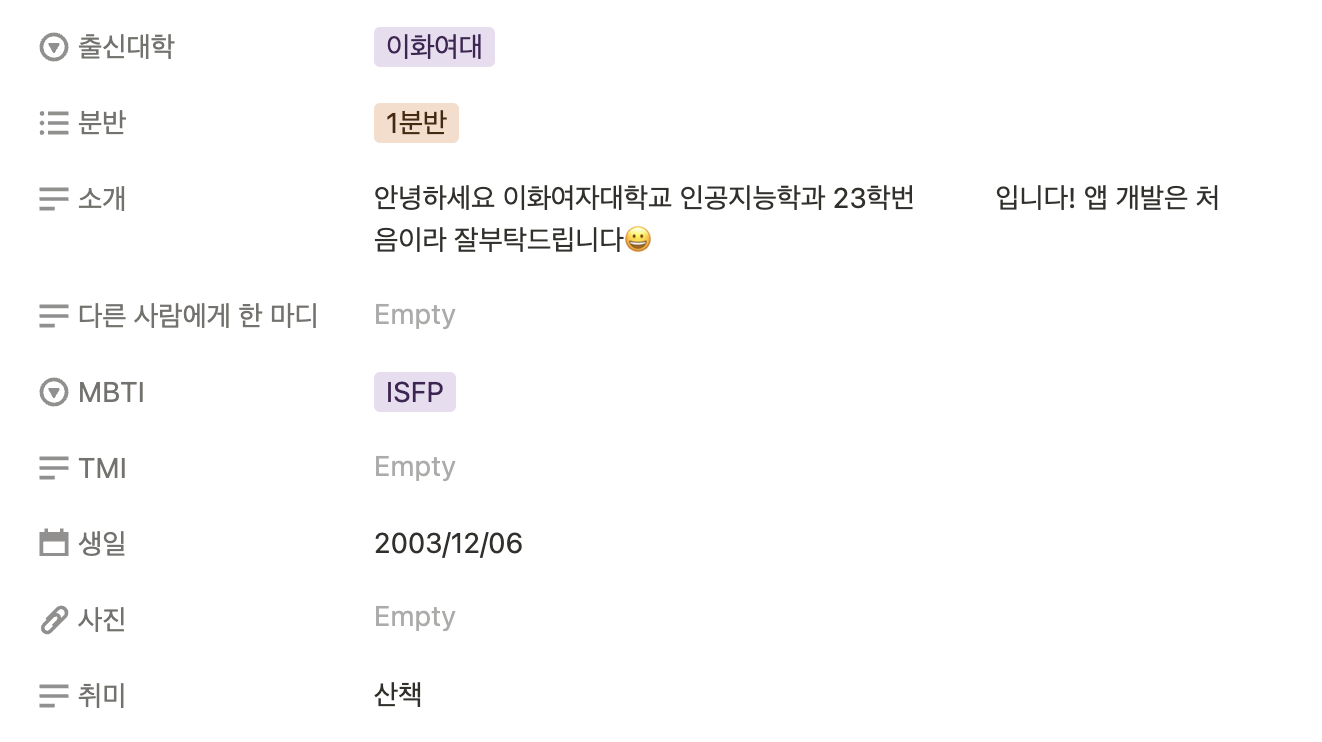 출신대학 이화여대
분반 1분반
소개 안녕하세요 이화여자대학교 인공지능학과 23학번 입니다! 앱 개발은 처
음이라 잘부탁드립니다😀
다른 사람에게 한 마디 Empty
MBTI ISFP
TMI Empty
생일 2003/12/06
사진 Empty
취미 산책